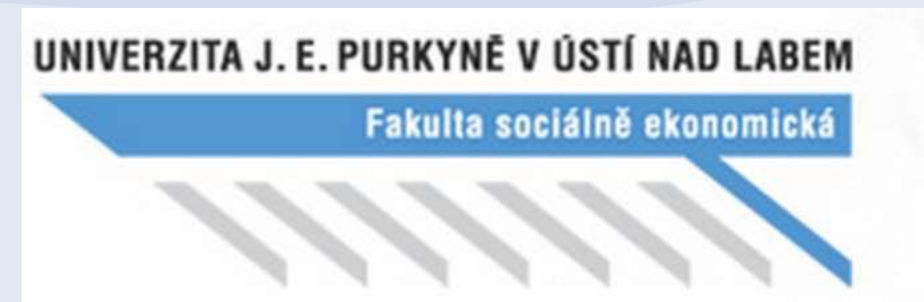 UNIVERZITA J. E. PURKYNĚ V ÚSTÍ NAD LABEM
Fakulta sociálně ekonomická